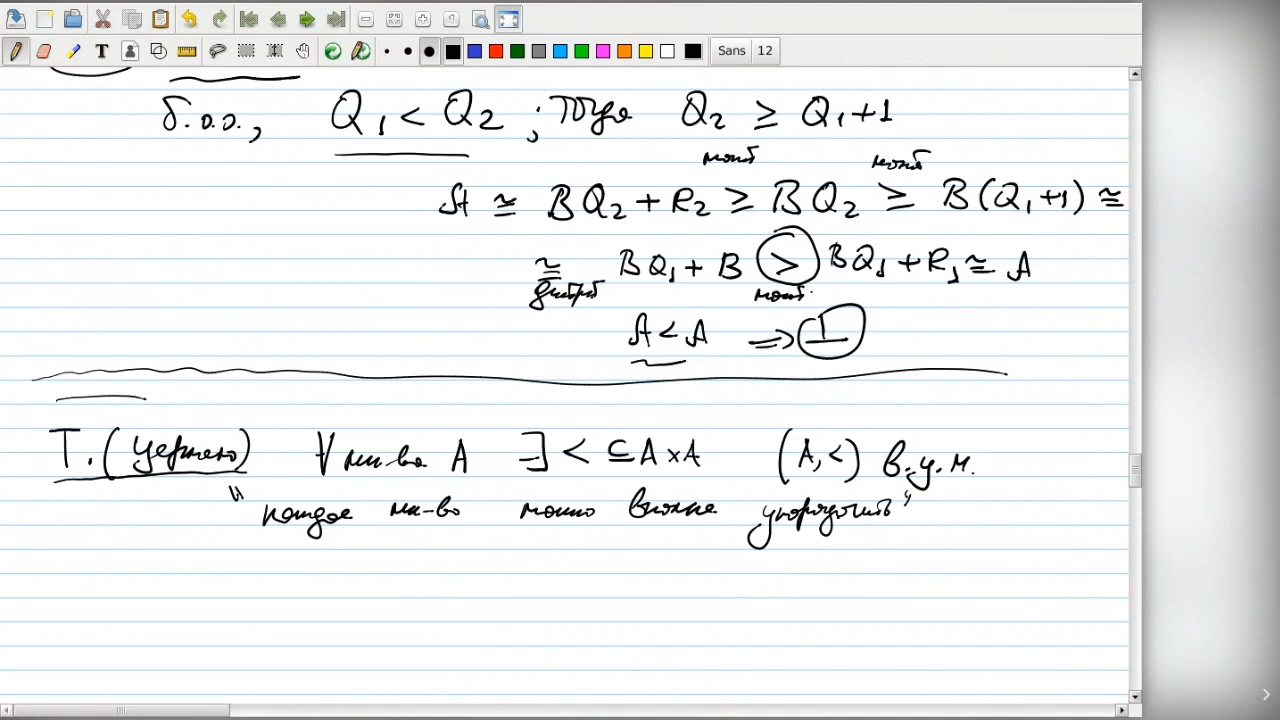 Sans 12
б.о.о., Q₁ < Q₂ ; тогда Q₂ ≥ Q₁+1
монот монот
A ≅ BQ₂ + R₂ ≥ BQ₂ ≥ B(Q₁+1) ≅
≅ BQ₁ + B > BQ₁ + R₁ ≅ A
дистр монот.
A < A ⇒ ⊥
Т. (Цермело) ∀ мн-ва A ∃ < ⊆ A × A (A, <) в.у.м.
"каждое мн-во можно вполне упорядочить"